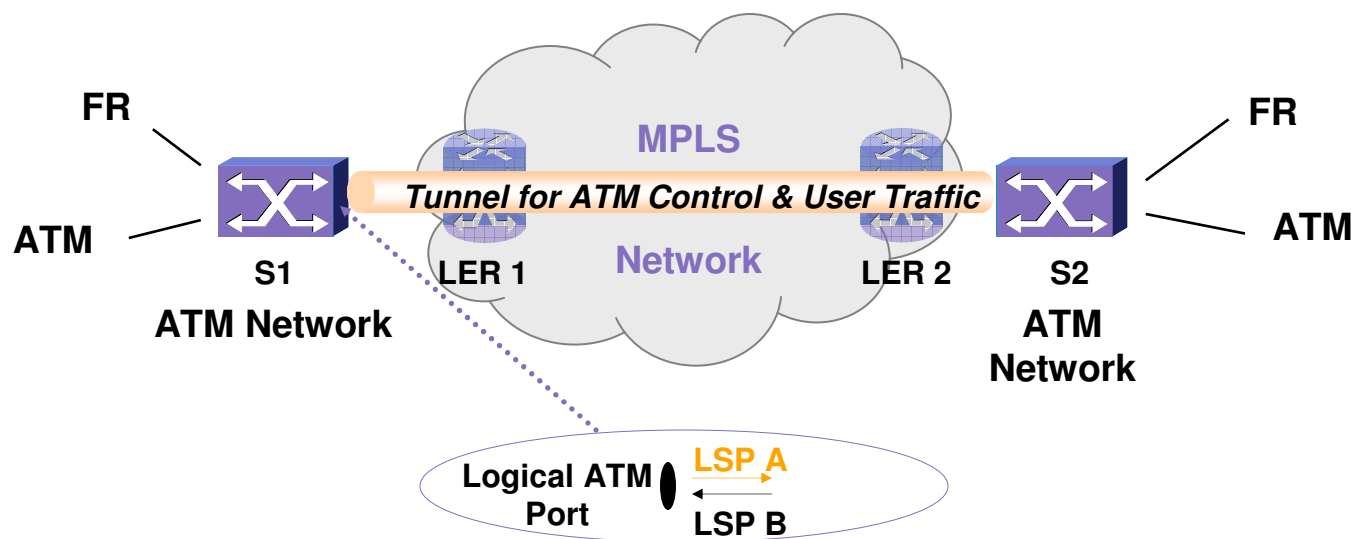 FR
ATM
S1
ATM Network
LER 1
MPLS
Tunnel for ATM Control & User Traffic
Network
LER 2
S2
ATM
Network
FR
ATM
Logical ATM
Port
LSP A
LSP B